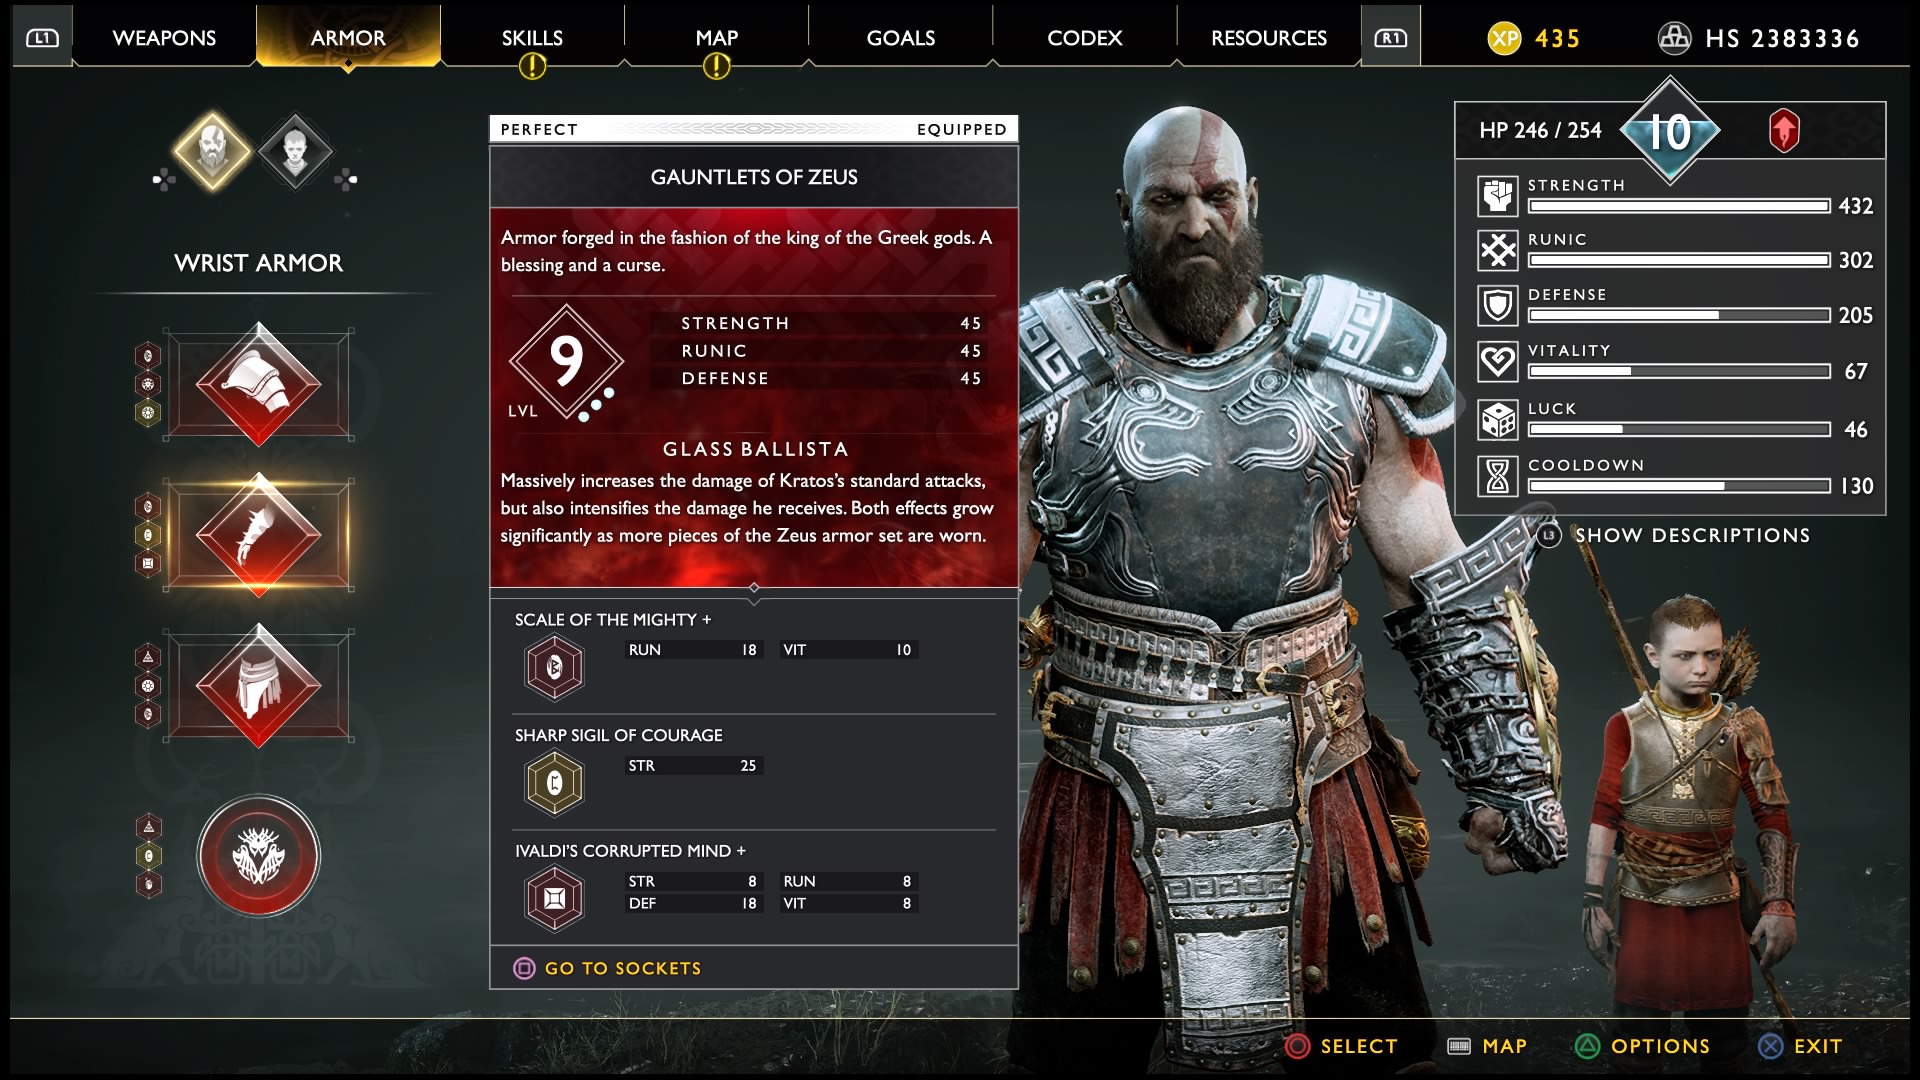 L1 WEAPONS ARMOR SKILLS MAP GOALS CODEX RESOURCES R1 XP 435 HS 2383336
! !
PERFECT EQUIPPED
GAUNTLETS OF ZEUS
Armor forged in the fashion of the king of the Greek gods. A
blessing and a curse.
9
LVL
STRENGTH 45
RUNIC 45
DEFENSE 45
GLASS BALLISTA
Massively increases the damage of Kratos's standard attacks,
but also intensifies the damage he receives. Both effects grow
significantly as more pieces of the Zeus armor set are worn.
SCALE OF THE MIGHTY +
RUN 18 VIT 10
SHARP SIGIL OF COURAGE
STR 25
IVALDI'S CORRUPTED MIND +
STR 8 RUN 8
DEF 18 VIT 8
GO TO SOCKETS
WRIST ARMOR
HP 246 / 254 10
STRENGTH
432
RUNIC
302
DEFENSE
205
VITALITY
67
LUCK
46
COOLDOWN
130
L3 SHOW DESCRIPTIONS
SELECT MAP OPTIONS EXIT